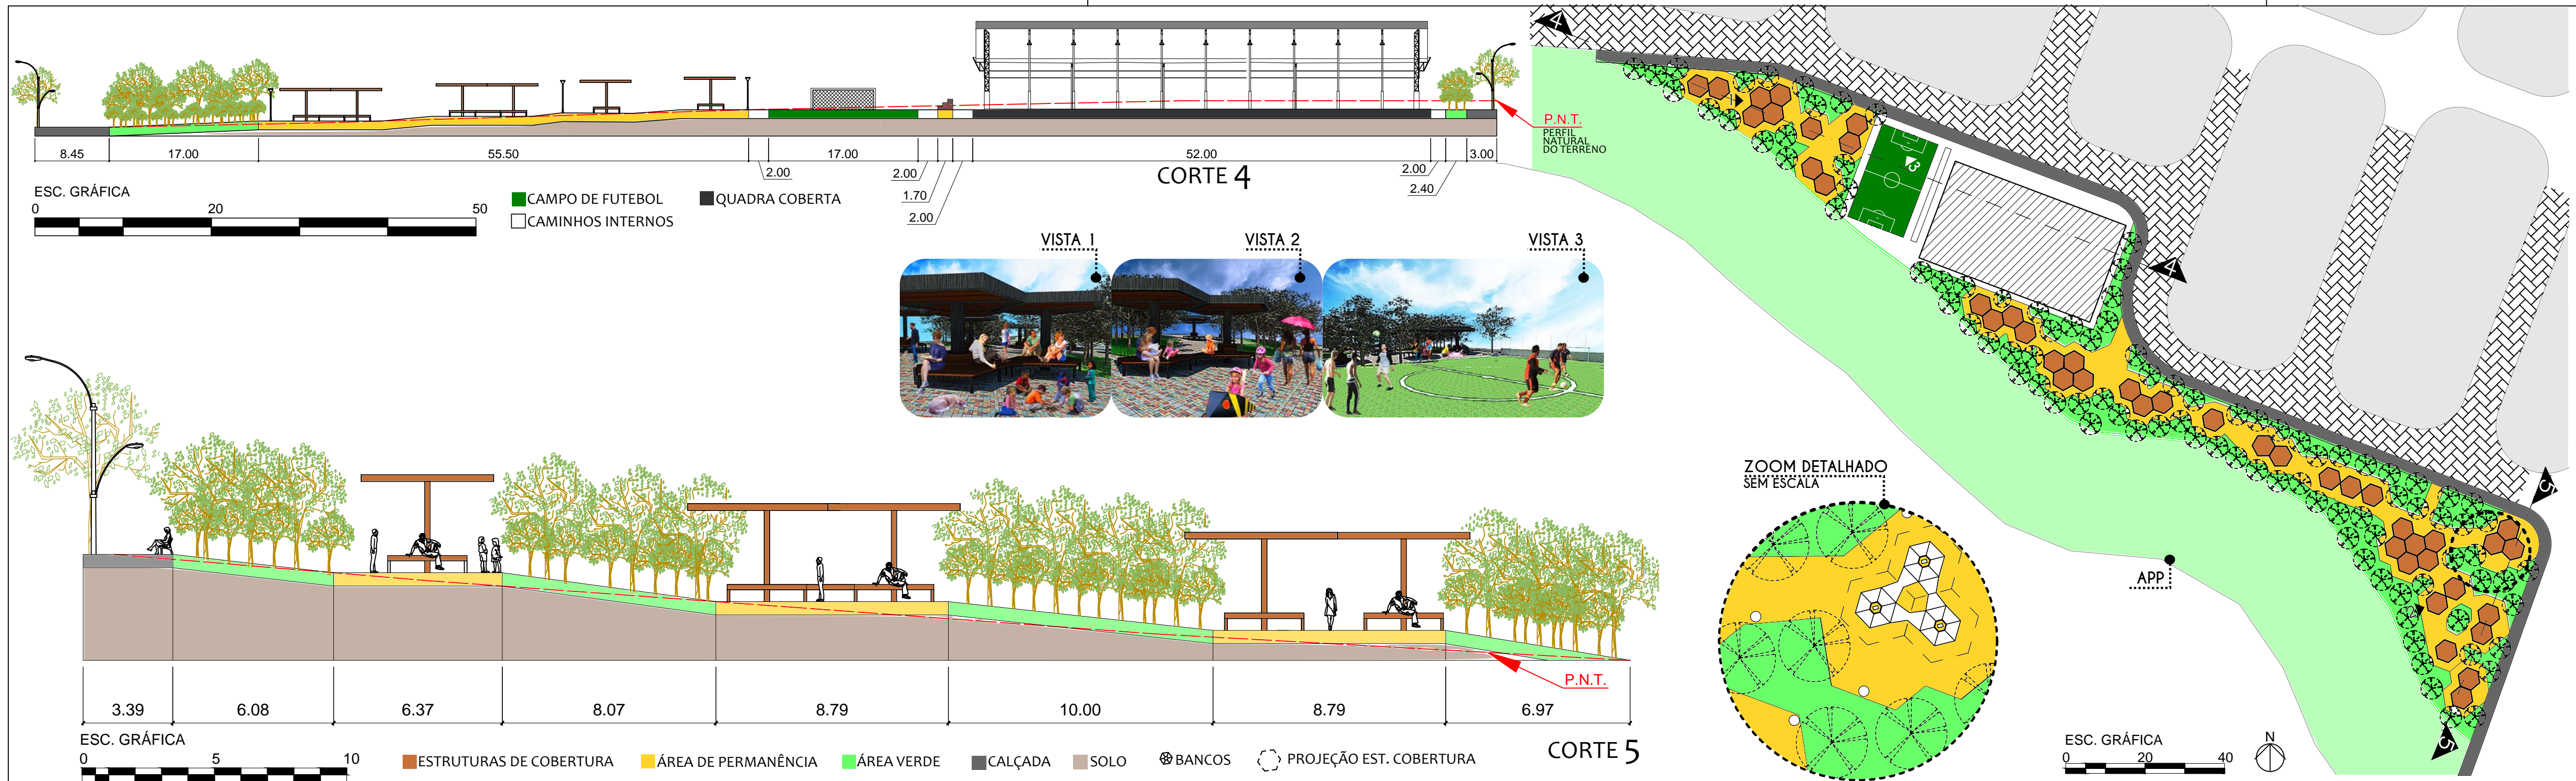 8.45
17.00
55.50
2.00
17.00
2.00
1.70
2.00
52.00
2.00
2.40
3.00
P.N.T.
PERFIL
NATURAL
DO TERRENO
CORTE 4
ESC. GRÁFICA
0 20 50
CAMPO DE FUTEBOL
QUADRA COBERTA
CAMINHOS INTERNOS
VISTA 1
VISTA 2
VISTA 3
4
3
4
5
5
APP
ZOOM DETALHADO
SEM ESCALA
P.N.T.
3.39
6.08
6.37
8.07
8.79
10.00
8.79
6.97
ESC. GRÁFICA
0 5 10
ESTRUTURAS DE COBERTURA
ÁREA DE PERMANÊNCIA
ÁREA VERDE
CALÇADA
SOLO
BANCOS
PROJEÇÃO EST. COBERTURA
CORTE 5
ESC. GRÁFICA
0 20 40
N